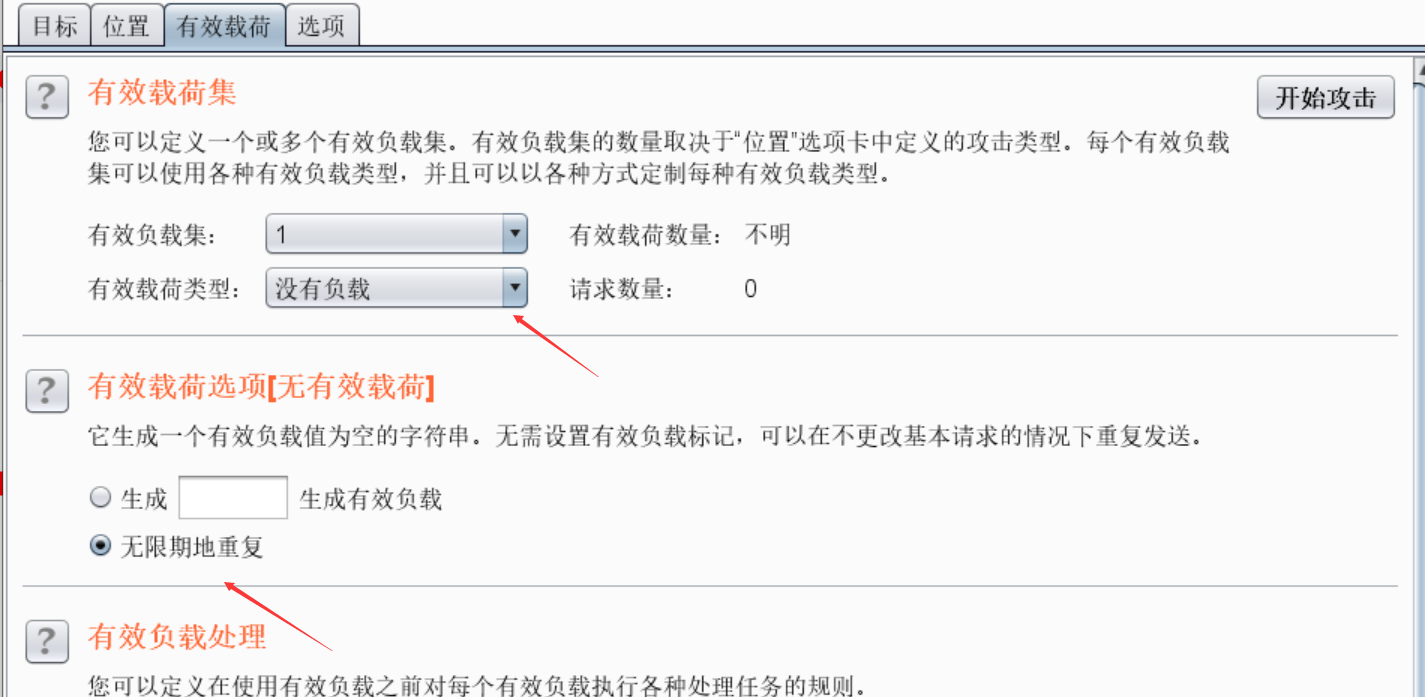 目标 位置 有效载荷 选项
? 有效载荷集 开始攻击
您可以定义一个或多个有效负载集。有效负载集的数量取决于“位置”选项卡中定义的攻击类型。每个有效负载
集可以使用各种有效负载类型，并且可以以各种方式定制每种有效负载类型。
有效负载集： 1 有效载荷数量： 不明
有效载荷类型： 没有负载 请求数量： 0
? 有效载荷选项[无有效载荷]
它生成一个有效负载值为空的字符串。无需设置有效负载标记，可以在不更改基本请求的情况下重复发送。
生成 生成有效负载
无限期地重复
? 有效负载处理
您可以定义在使用有效负载之前对每个有效负载执行各种处理任务的规则。